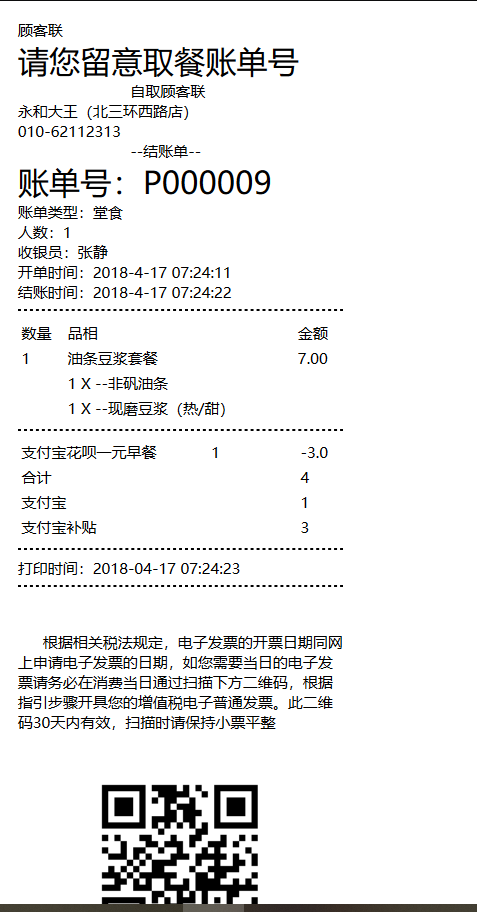 顾客联
请您留意取餐账单号
自取顾客联
永和大王（北三环西路店）
010-62112313
--结账单--
账单号：P000009
账单类型：堂食
人数：1
收银员：张静
开单时间：2018-4-17 07:24:11
结账时间：2018-4-17 07:24:22
数量 品相 金额
1 油条豆浆套餐 7.00
1 X --非矾油条
1 X --现磨豆浆（热/甜）
支付宝花呗一元早餐 1 -3.0
合计 4
支付宝 1
支付宝补贴 3
打印时间：2018-04-17 07:24:23
根据相关税法规定，电子发票的开票日期同网
上申请电子发票的日期，如您需要当日的电子发
票请务必在消费当日通过扫描下方二维码，根据
指引步骤开具您的增值税电子普通发票。此二维
码30天内有效，扫描时请保持小票平整